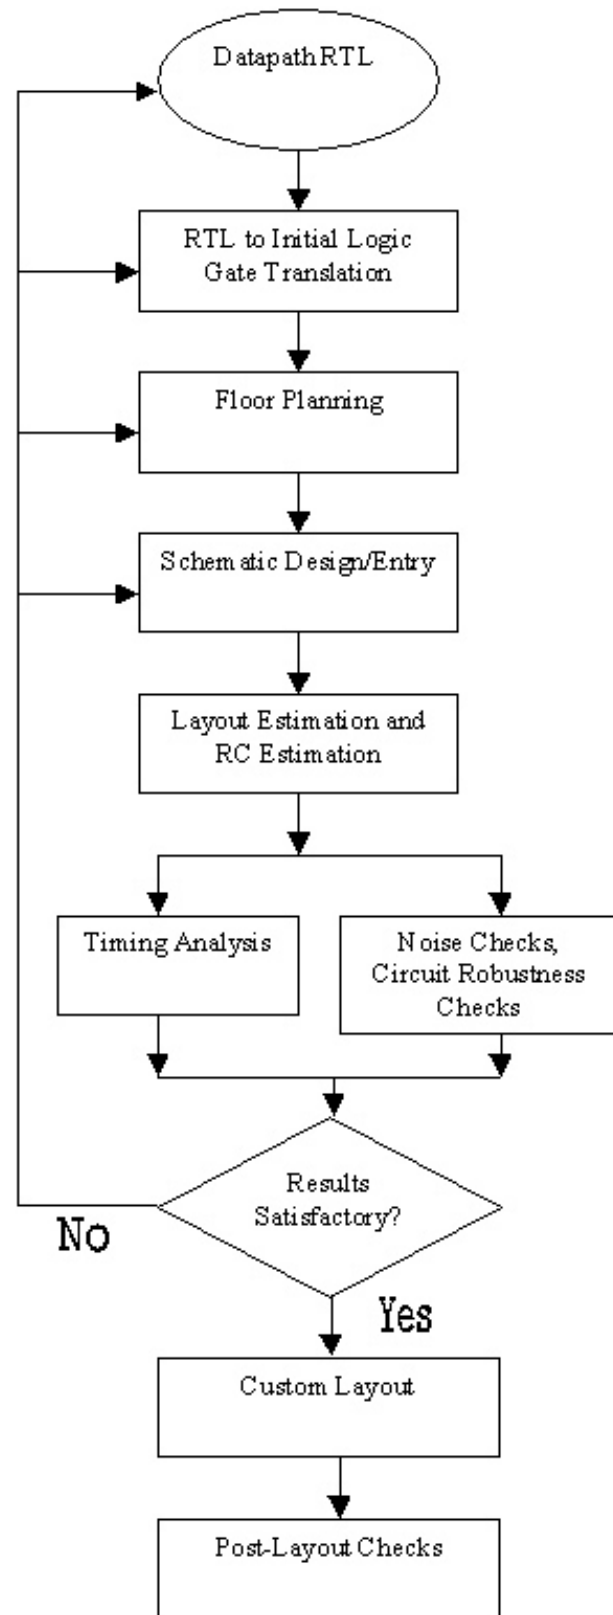 Datapath RTL
RTL to Initial Logic
Gate Translation
Floor Planning
Schematic Design/Entry
Layout Estimation and
RC Estimation
Timing Analysis
Noise Checks,
Circuit Robustness
Checks
Results
Satisfactory?
No
Yes
Custom Layout
Post-Layout Checks